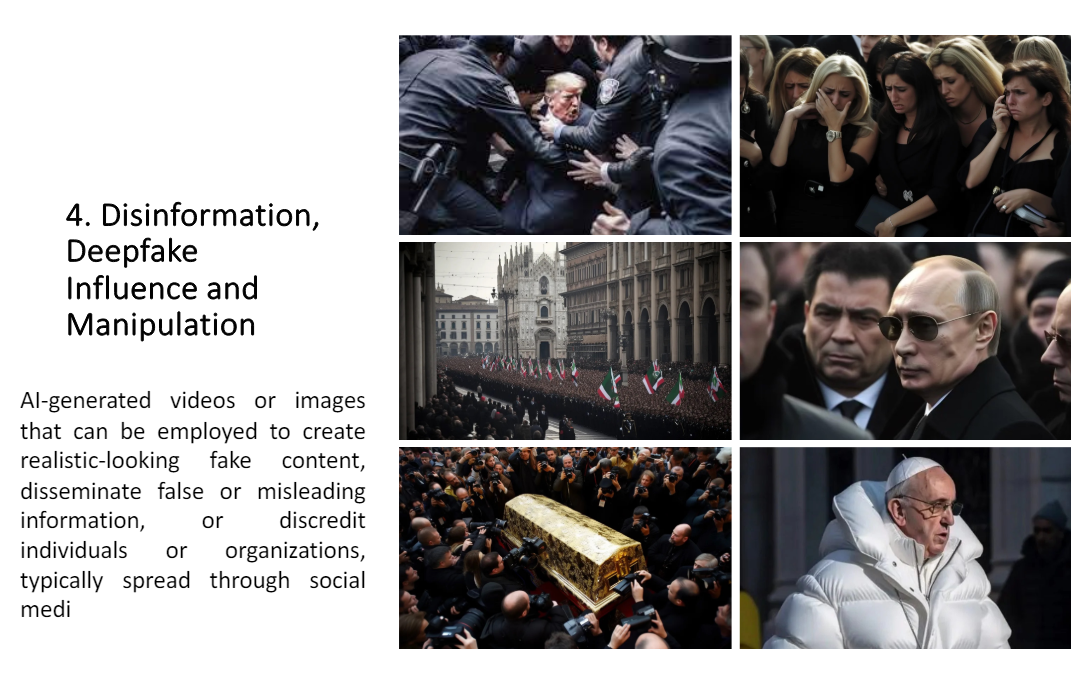 4. Disinformation,
Deepfake
Influence and
Manipulation
AI-generated videos or images
that can be employed to create
realistic-looking fake content,
disseminate false or misleading
information, or discredit
individuals or organizations,
typically spread through social
medi